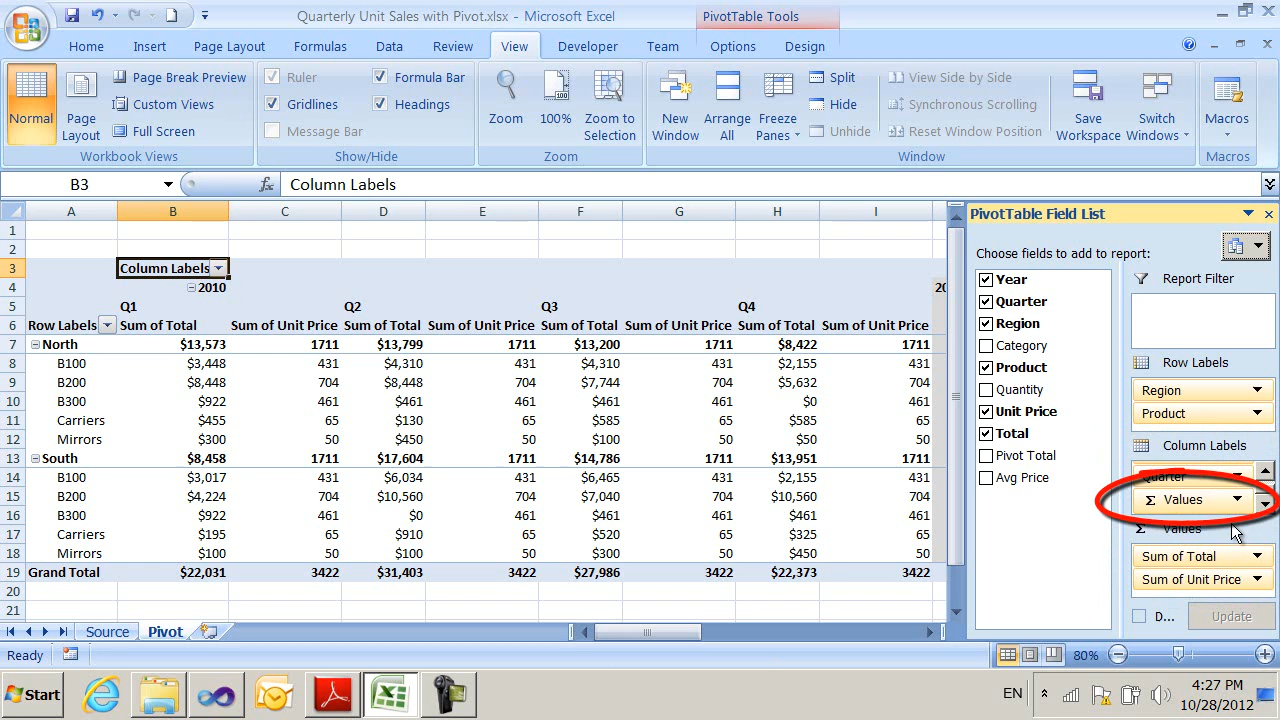 Quarterly Unit Sales with Pivot.xlsx - Microsoft Excel PivotTable Tools
Home Insert Page Layout Formulas Data Review View Developer Team Options Design
Normal
Page Layout
Page Break Preview
Custom Views
Full Screen
Workbook Views
Ruler
Gridlines
Message Bar
Formula Bar
Headings
Show/Hide
Zoom
100%
Zoom to Selection
Zoom
New Window
Arrange All
Freeze Panes
Split
Hide
Unhide
View Side by Side
Synchronous Scrolling
Reset Window Position
Save Workspace
Switch Windows
Window
Macros
Macros
B3 fx Column Labels
A B C D E F G H I
1
2
3 Column Labels
4 2010 20
5 Q1 Q2 Q3 Q4
6 Row Labels Sum of Total Sum of Unit Price Sum of Total Sum of Unit Price Sum of Total Sum of Unit Price Sum of Total Sum of Unit Price
7 North $13,573 1711 $13,799 1711 $13,200 1711 $8,422 1711
8 B100 $3,448 431 $4,310 431 $4,310 431 $2,155 431
9 B200 $8,448 704 $8,448 704 $7,744 704 $5,632 704
10 B300 $922 461 $461 461 $461 461 $0 461
11 Carriers $455 65 $130 65 $585 65 $585 65
12 Mirrors $300 50 $450 50 $100 50 $50 50
13 South $8,458 1711 $17,604 1711 $14,786 1711 $13,951 1711
14 B100 $3,017 431 $6,034 431 $6,465 431 $2,155 431
15 B200 $4,224 704 $10,560 704 $7,040 704 $10,560 704
16 B300 $922 461 $0 461 $461 461 $461 461
17 Carriers $195 65 $910 65 $520 65 $325 65
18 Mirrors $100 50 $100 50 $300 50 $450 50
19 Grand Total $22,031 3422 $31,403 3422 $27,986 3422 $22,373 3422
20
21
Source Pivot
PivotTable Field List
Choose fields to add to report:
Year
Quarter
Region
Category
Product
Quantity
Unit Price
Total
Pivot Total
Avg Price
Report Filter
Row Labels
Region
Product
Column Labels
Quarter
Σ Values
Σ Values
Sum of Total
Sum of Unit Price
D... Update
Ready 80%
Start EN 4:27 PM
10/28/2012